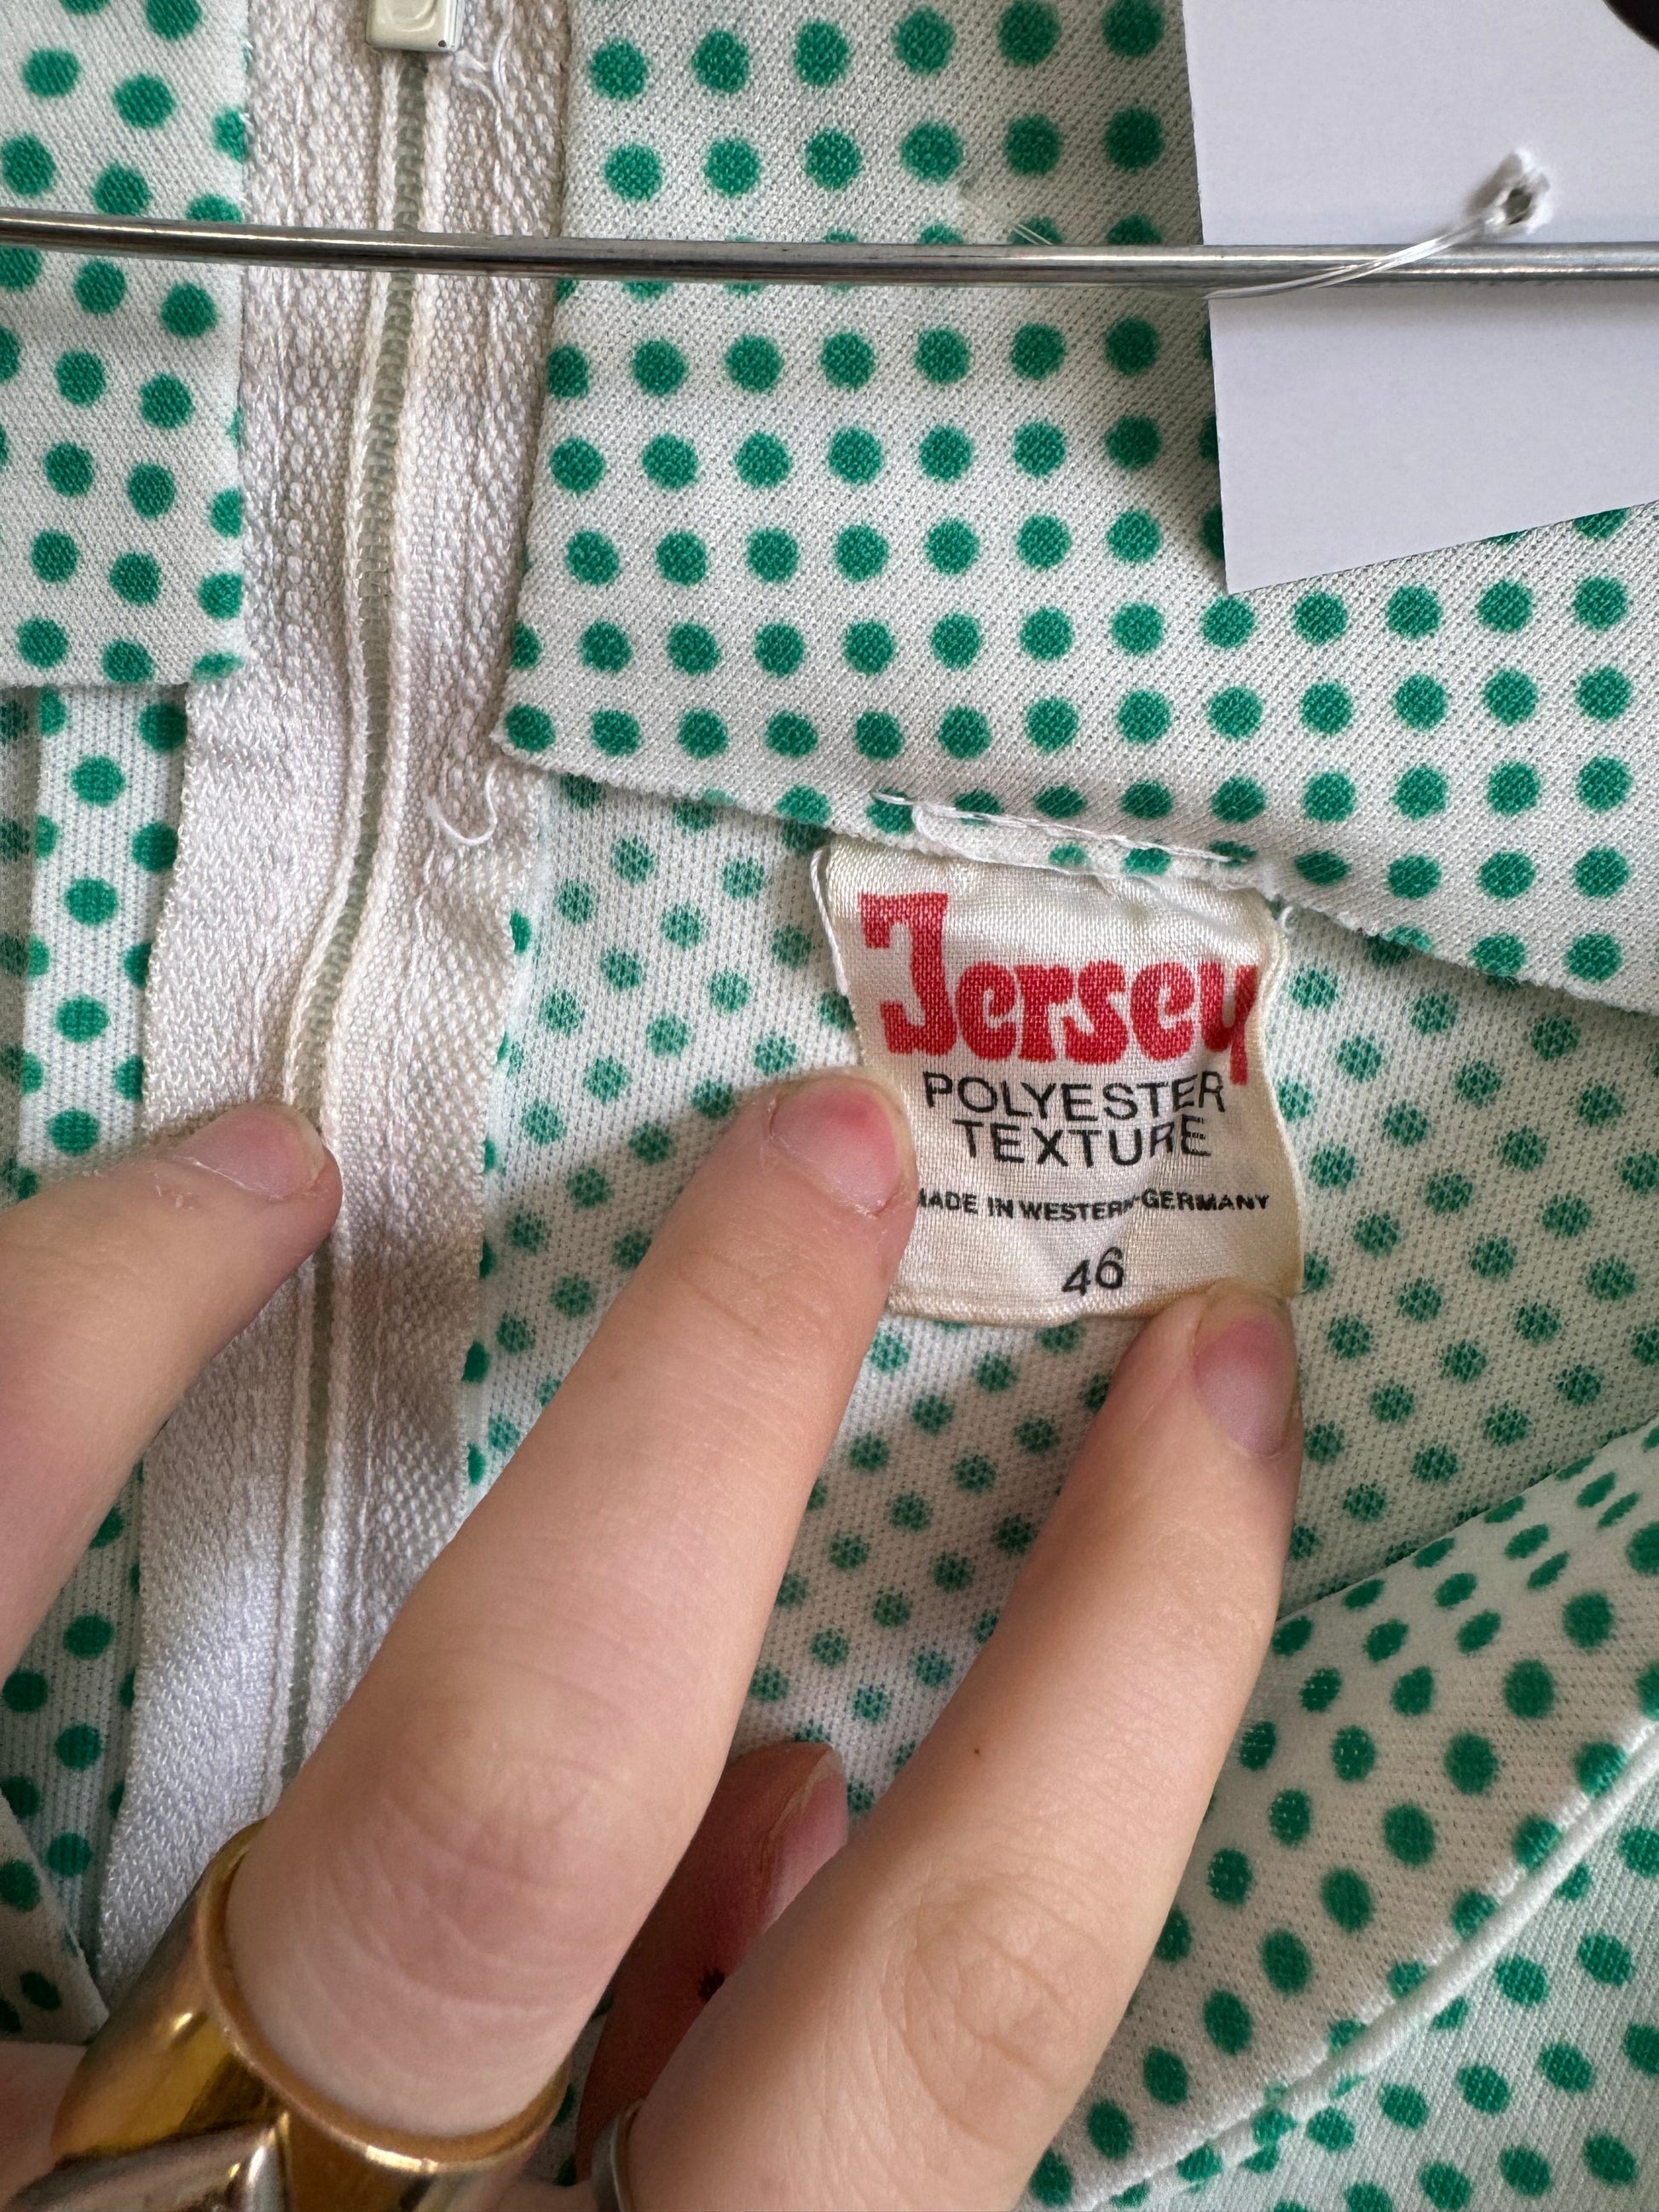 Jersey
POLYESTER
TEXTURE
MADE IN WESTERN-GERMANY
46